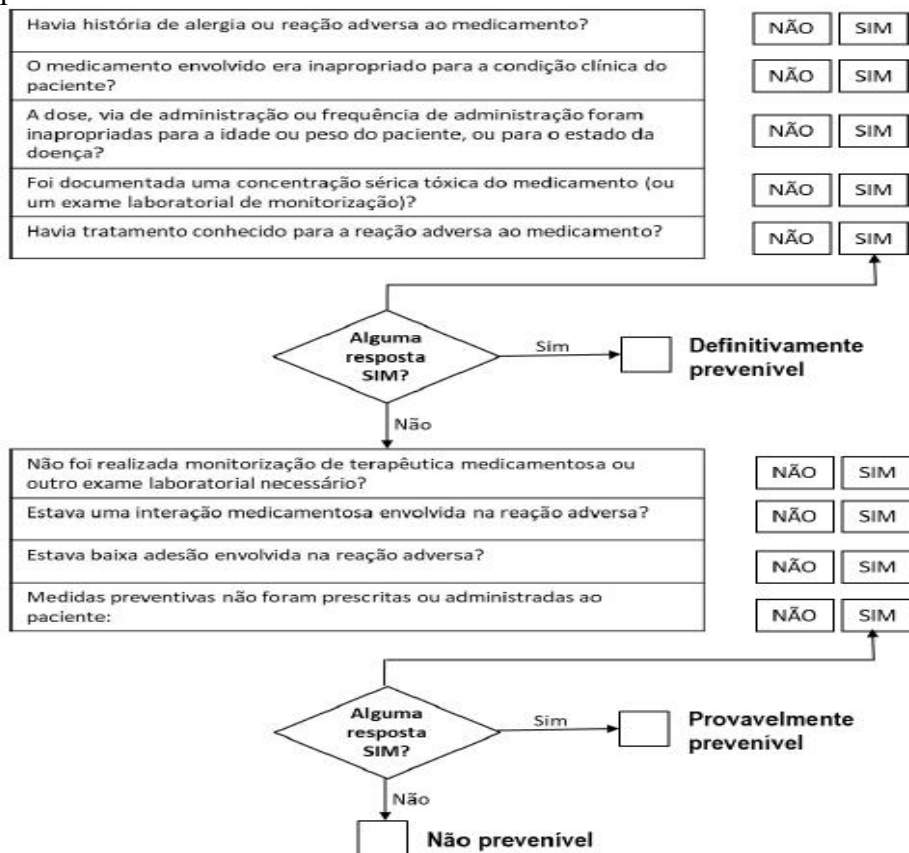 Havia história de alergia ou reação adversa ao medicamento?
NÃO SIM
O medicamento envolvido era inapropriado para a condição clínica do
paciente?
NÃO SIM
A dose, via de administração ou frequência de administração foram
inapropriadas para a idade ou peso do paciente, ou para o estado da
doença?
NÃO SIM
Foi documentada uma concentração sérica tóxica do medicamento (ou
um exame laboratorial de monitorização)?
NÃO SIM
Havia tratamento conhecido para a reação adversa ao medicamento?
NÃO SIM
Alguma
resposta
SIM?
Sim
Definitivamente
prevenível
Não
Não foi realizada monitorização de terapêutica medicamentosa ou
outro exame laboratorial necessário?
NÃO SIM
Estava uma interação medicamentosa envolvida na reação adversa?
NÃO SIM
Estava baixa adesão envolvida na reação adversa?
NÃO SIM
Medidas preventivas não foram prescritas ou administradas ao
paciente:
NÃO SIM
Alguma
resposta
SIM?
Sim
Provavelmente
prevenível
Não
Não prevenível